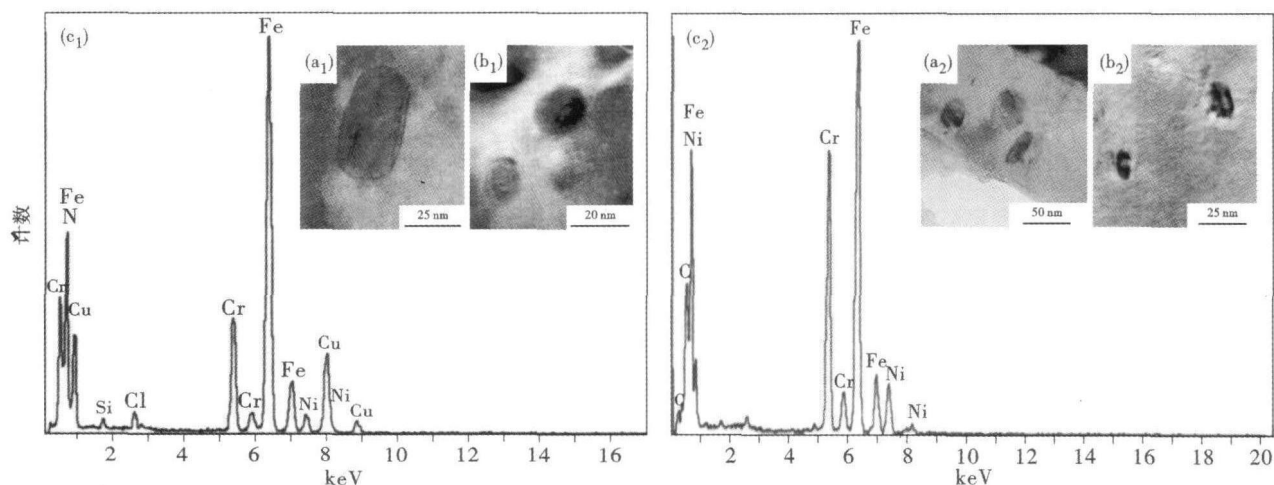 (c₁)
Fe
(a₁)
(b₁)
25 nm
20 nm
计数
Fe
N
Cr
Cu
Si
Cl
Cr
Cr
Fe
Ni
Cu
Ni
Cu
2 4 6 8 10 12 14 16
keV
(c₂)
Fe
(a₂)
(b₂)
50 nm
25 nm
Fe
Ni
C
C
Cr
Cr
Fe
Ni
Ni
2 4 6 8 10 12 14 16 18 20
keV